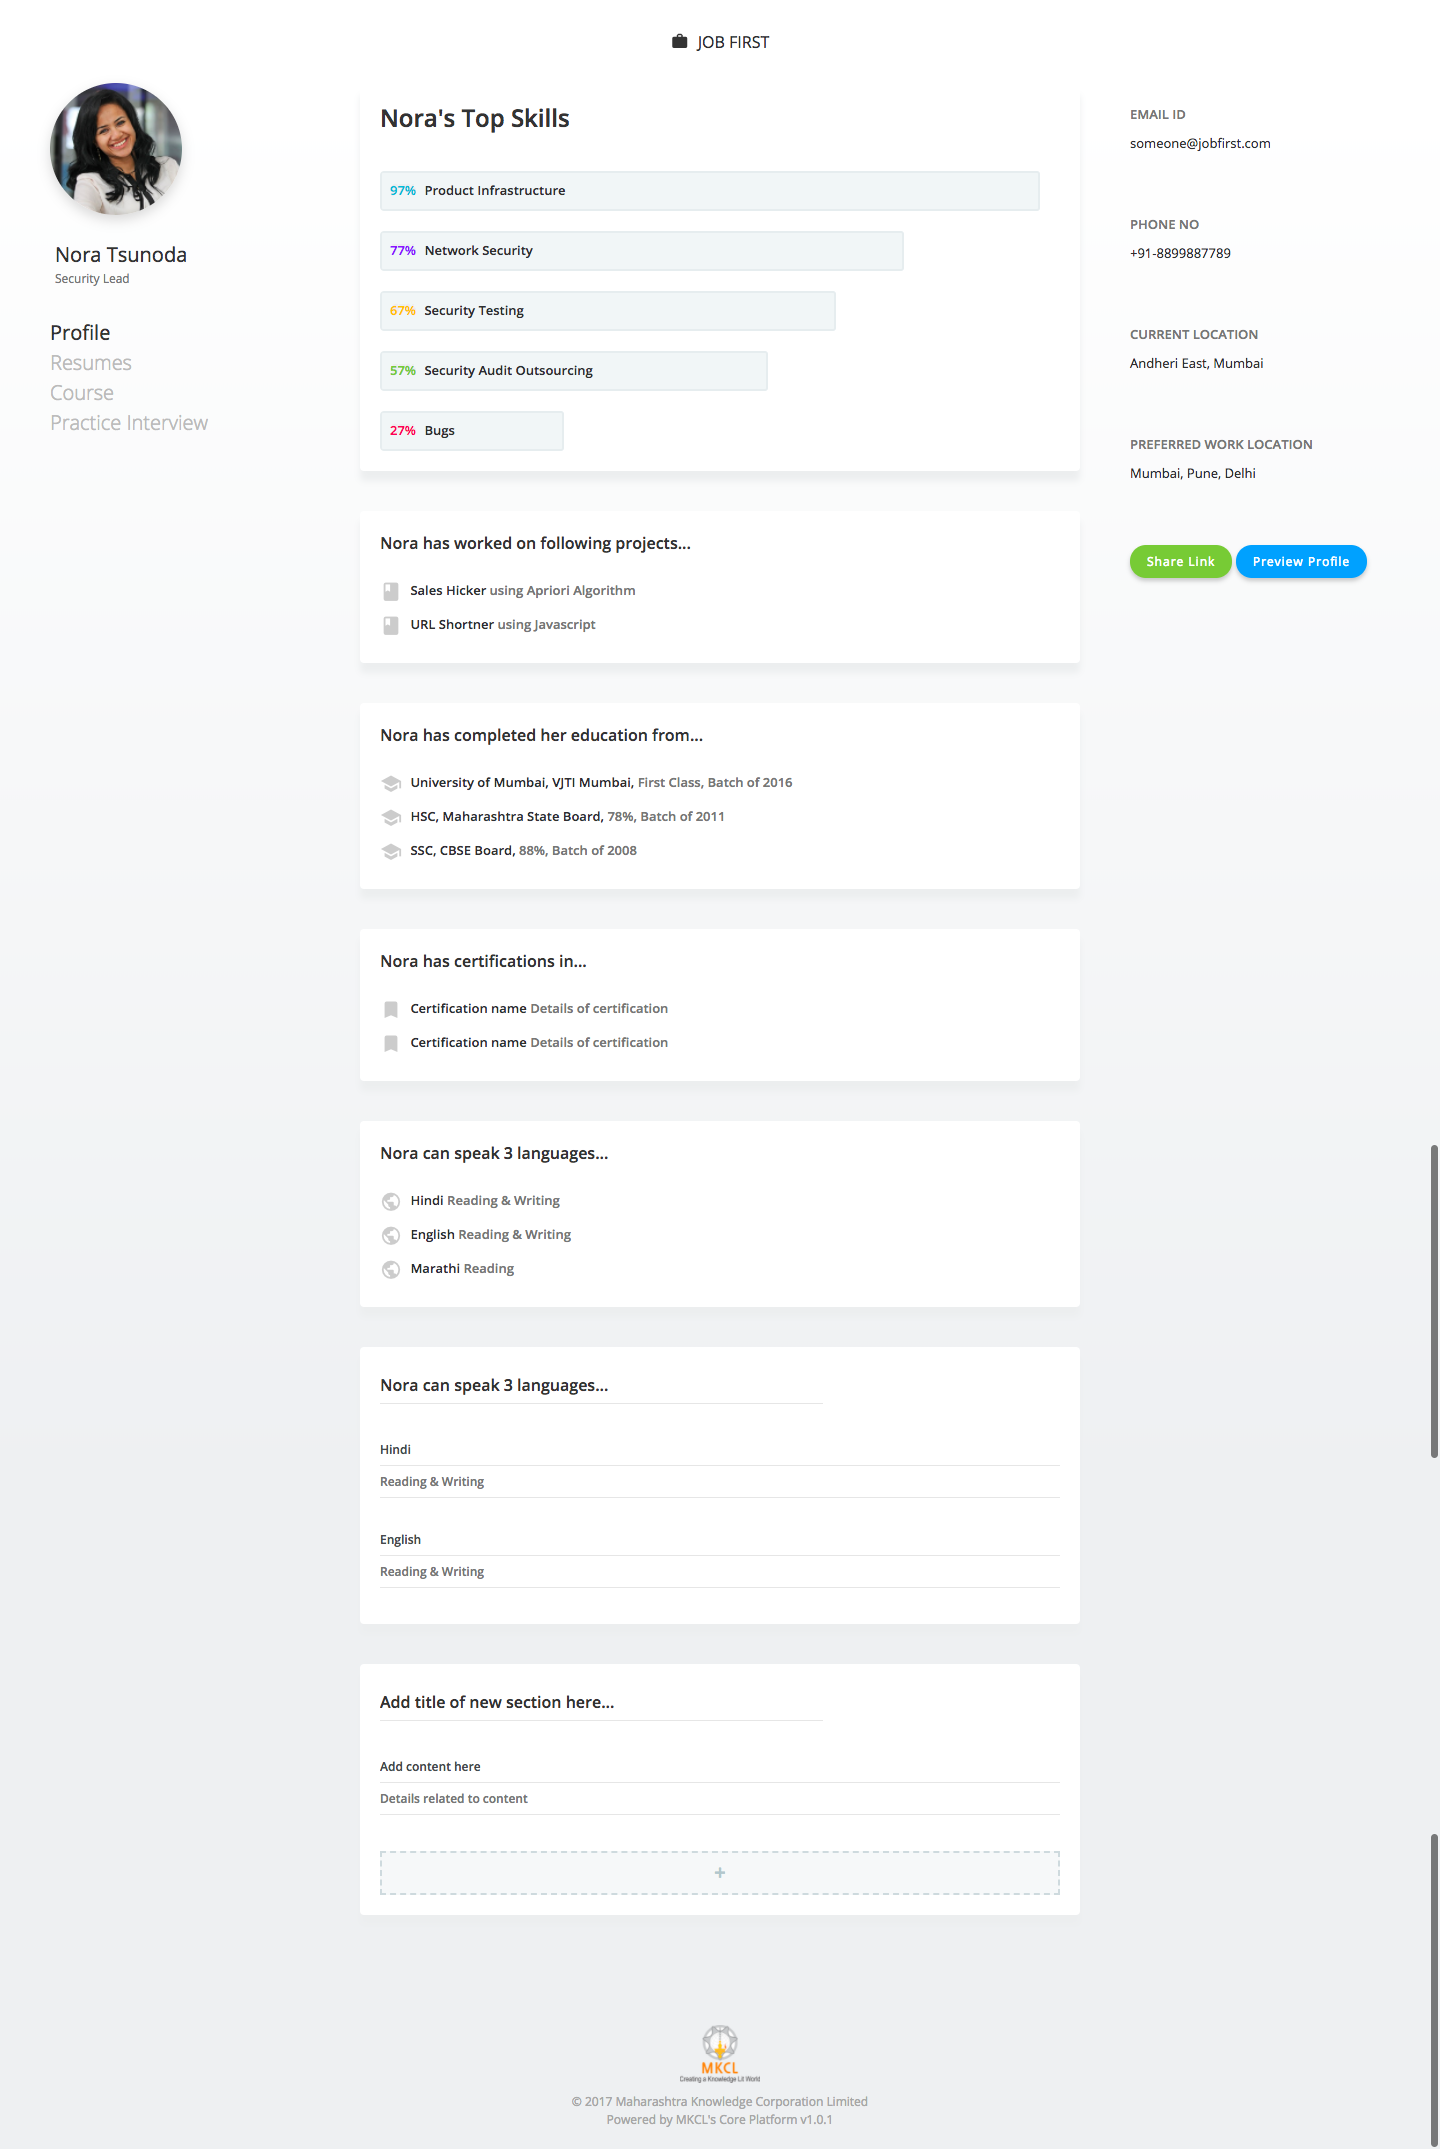 JOB FIRST
Nora Tsunoda
Security Lead
Profile
Resumes
Course
Practice Interview
Nora's Top Skills
97% Product Infrastructure
77% Network Security
67% Security Testing
57% Security Audit Outsourcing
27% Bugs
Nora has worked on following projects...
Sales Hicker using Apriori Algorithm
URL Shortner using Javascript
Nora has completed her education from...
University of Mumbai, VJTI Mumbai, First Class, Batch of 2016
HSC, Maharashtra State Board, 78%, Batch of 2011
SSC, CBSE Board, 88%, Batch of 2008
Nora has certifications in...
Certification name Details of certification
Certification name Details of certification
Nora can speak 3 languages...
Hindi Reading & Writing
English Reading & Writing
Marathi Reading
Nora can speak 3 languages...
Hindi
Reading & Writing
English
Reading & Writing
Add title of new section here...
Add content here
Details related to content
+
EMAIL ID
someone@jobfirst.com
PHONE NO
+91-8899887789
CURRENT LOCATION
Andheri East, Mumbai
PREFERRED WORK LOCATION
Mumbai, Pune, Delhi
Share Link
Preview Profile
MKCL
Creating a Knowledge Lit World
© 2017 Maharashtra Knowledge Corporation Limited
Powered by MKCL's Core Platform v1.0.1